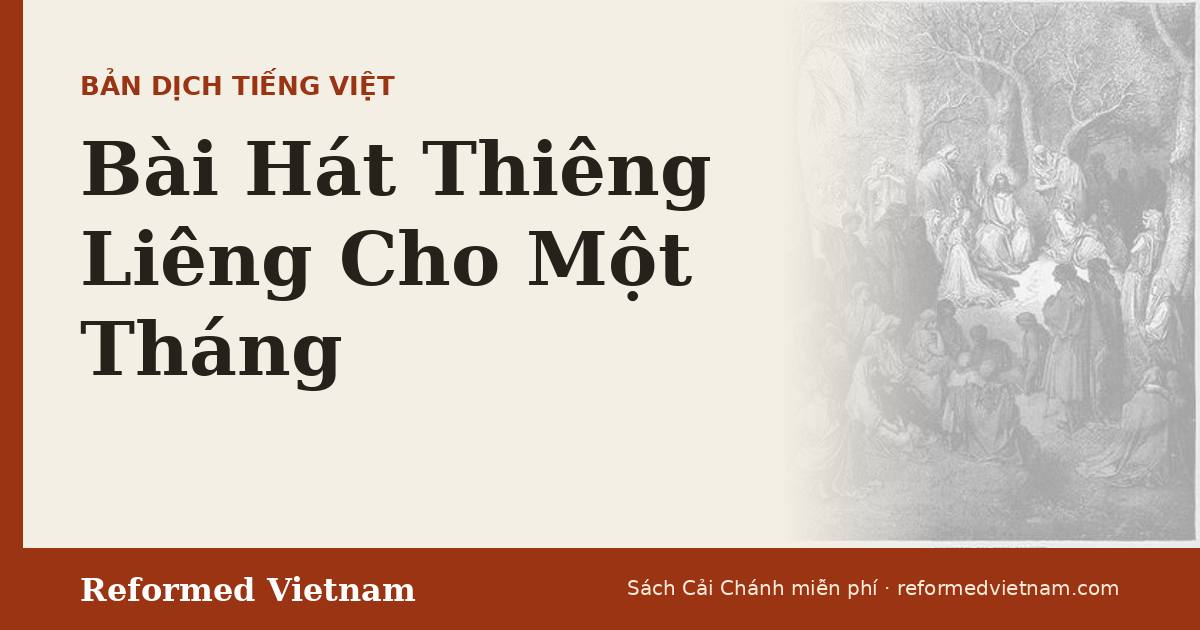 BẢN DỊCH TIẾNG VIỆT
Bài Hát Thiêng
Liêng Cho Một
Tháng
Reformed Vietnam
Sách Cải Chánh miễn phí · reformedvietnam.com